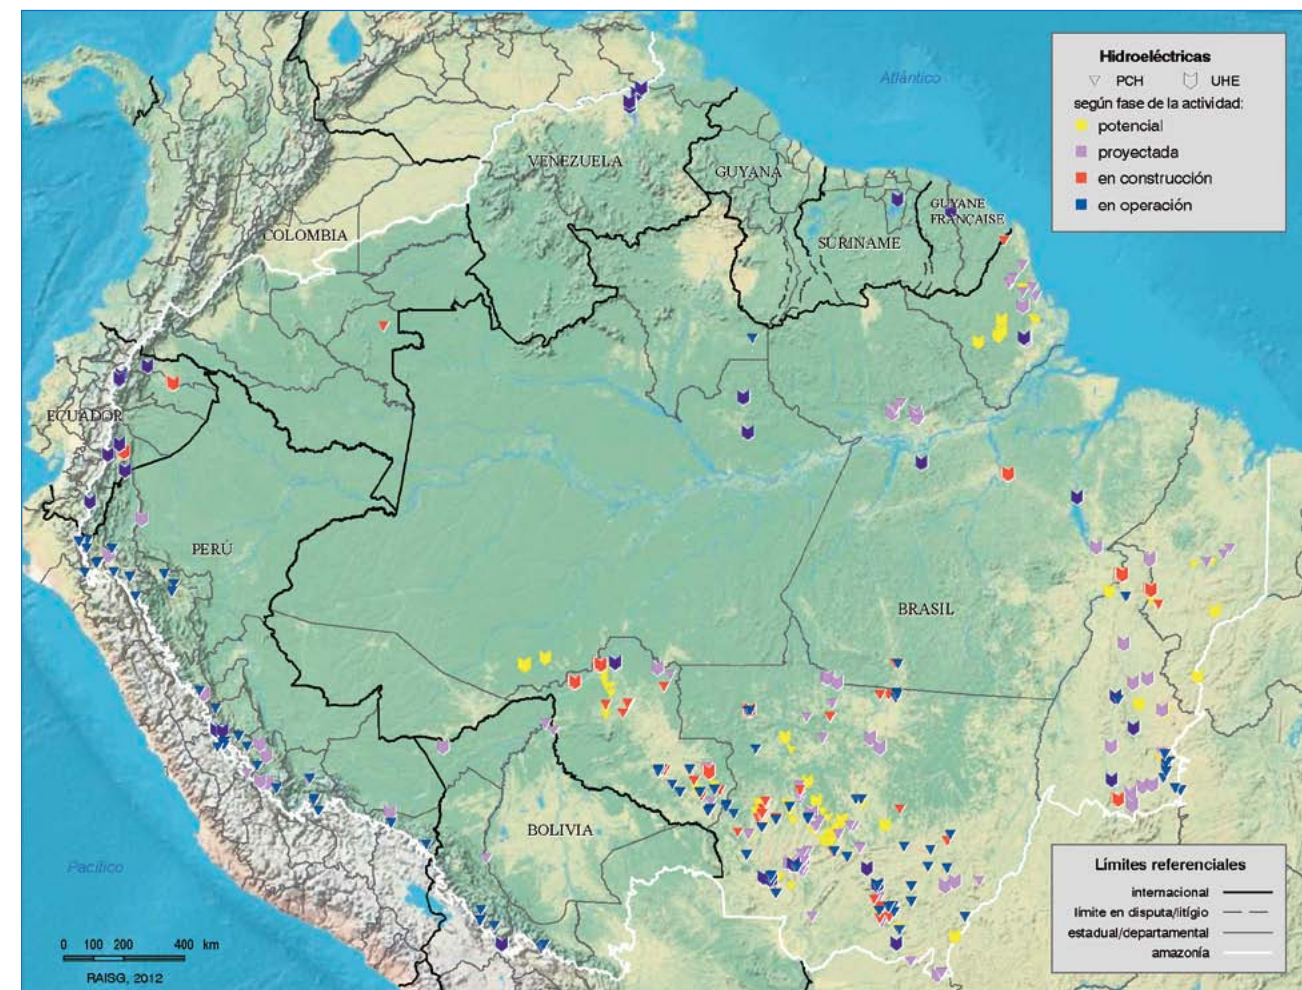 Atlántico
Hidroeléctricas
PCH UHE
según fase de la actividad:
potencial
proyectada
en construcción
en operación
VENEZUELA
GUYANA
GUYANE
FRANÇAISE
SURINAME
COLOMBIA
ECUADOR
PERÚ
BRASIL
BOLIVIA
Pacífico
0 100 200 400 km
RAISG, 2012
Límites referenciales
internacional
límite en disputa/litígio
estadual/departamental
amazonía